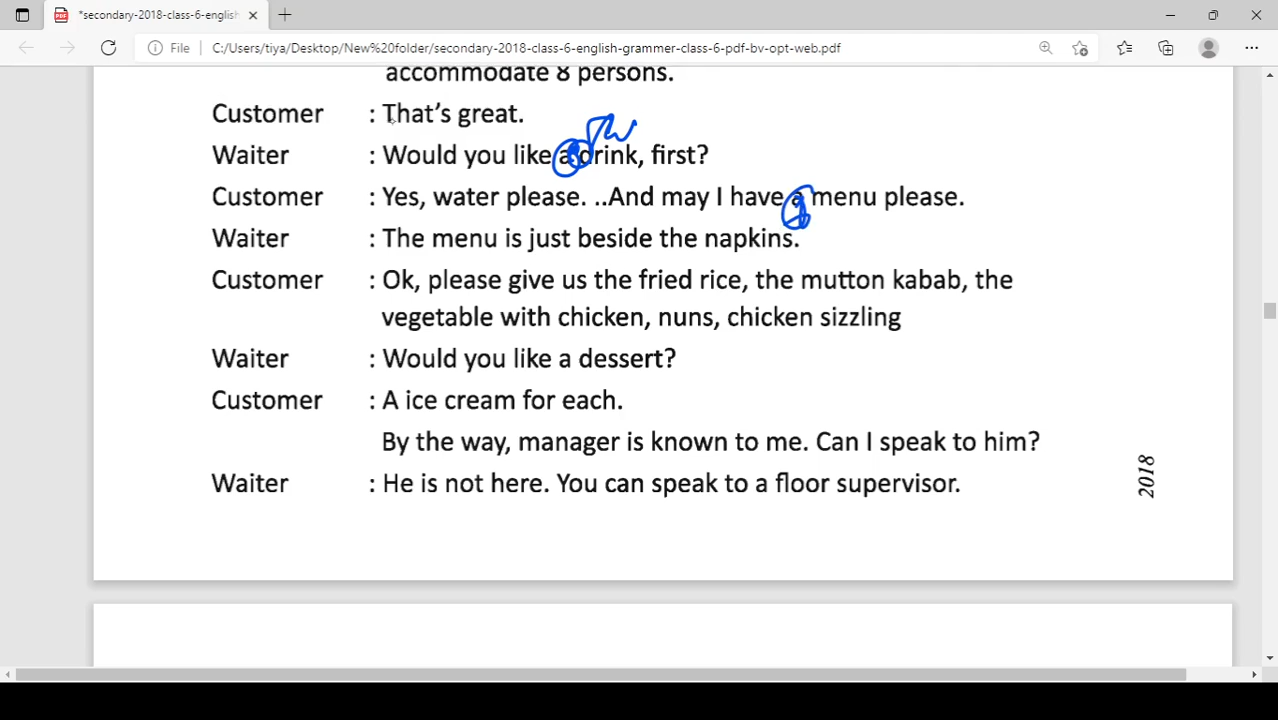 *secondary-2018-class-6-english
File C:/Users/tiya/Desktop/New%20folder/secondary-2018-class-6-english-grammer-class-6-pdf-bv-opt-web.pdf
accommodate 8 persons.
Customer : That's great.
Waiter : Would you like a drink, first?
Customer : Yes, water please. ..And may I have a menu please.
Waiter : The menu is just beside the napkins.
Customer : Ok, please give us the fried rice, the mutton kabab, the
vegetable with chicken, nuns, chicken sizzling
Waiter : Would you like a dessert?
Customer : A ice cream for each.
By the way, manager is known to me. Can I speak to him?
Waiter : He is not here. You can speak to a floor supervisor.
2018